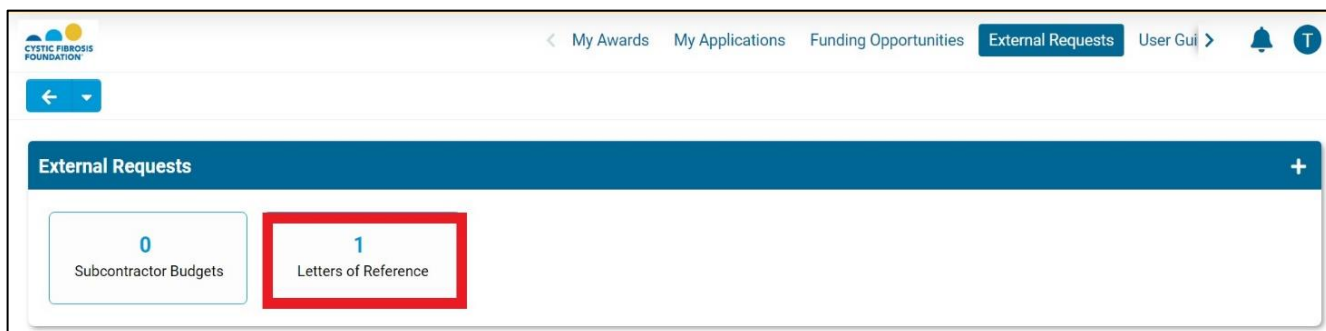 CYSTIC FIBROSIS
FOUNDATION
My Awards My Applications Funding Opportunities External Requests User Gui T
External Requests
0
Subcontractor Budgets
1
Letters of Reference